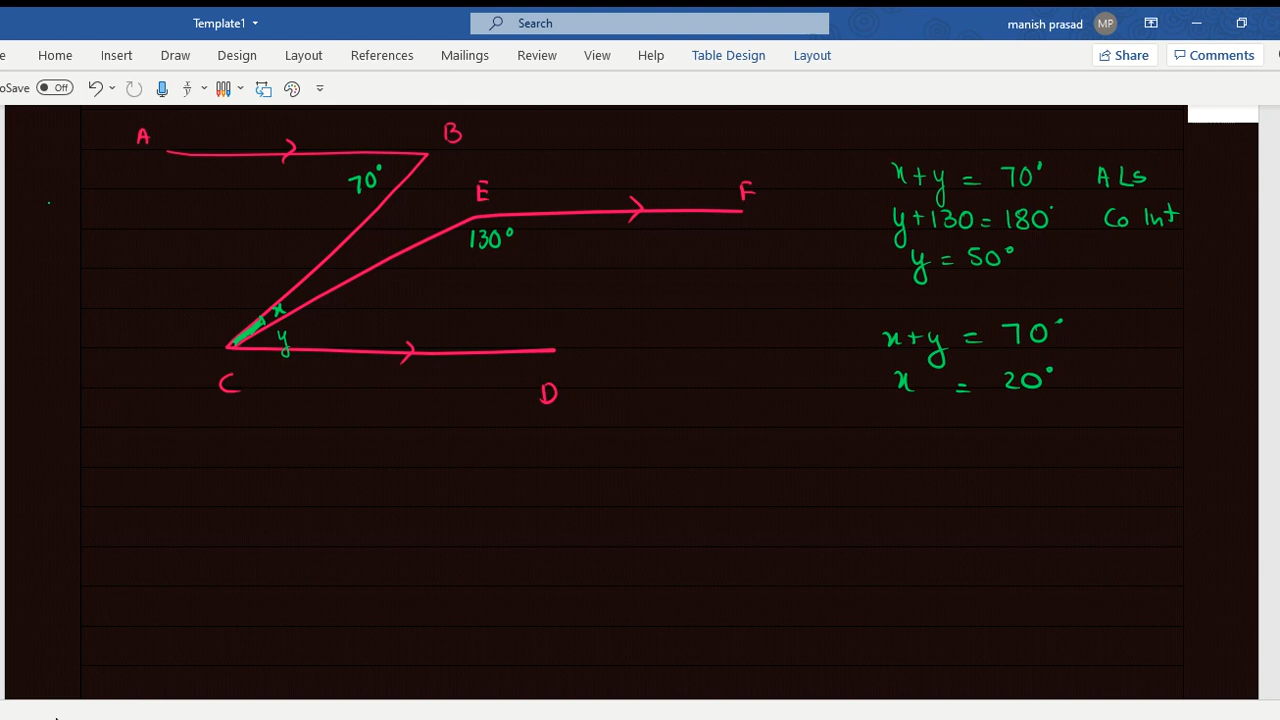 Template1
Search
manish prasad
MP
e Home Insert Draw Design Layout References Mailings Review View Help Table Design Layout
Share
Comments
oSave Off
A
B
70°
E
F
130°
x
y
C
D
x+y = 70° A Ls
y+130=180° Co Int
y = 50°
x+y = 70°
x = 20°